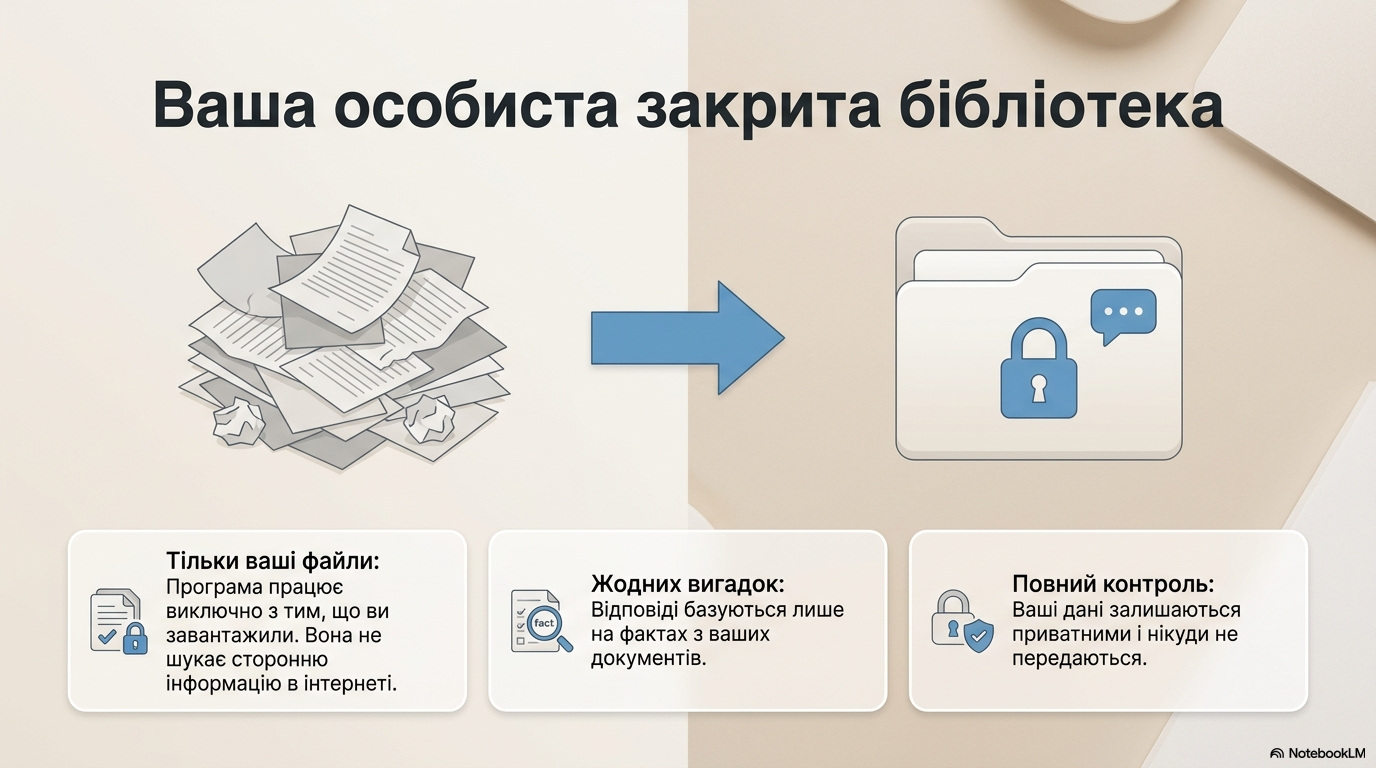 Ваша особиста закрита бібліотека
Тільки ваші файли:
Програма працює
виключно з тим, що ви
завантажили. Вона не
шукає сторонню
інформацію в інтернеті.
fact
Жодних вигадок:
Відповіді базуються лише
на фактах з ваших
документів.
Повний контроль:
Ваші дані залишаються
приватними і нікуди не
передаються.
NotebookLM